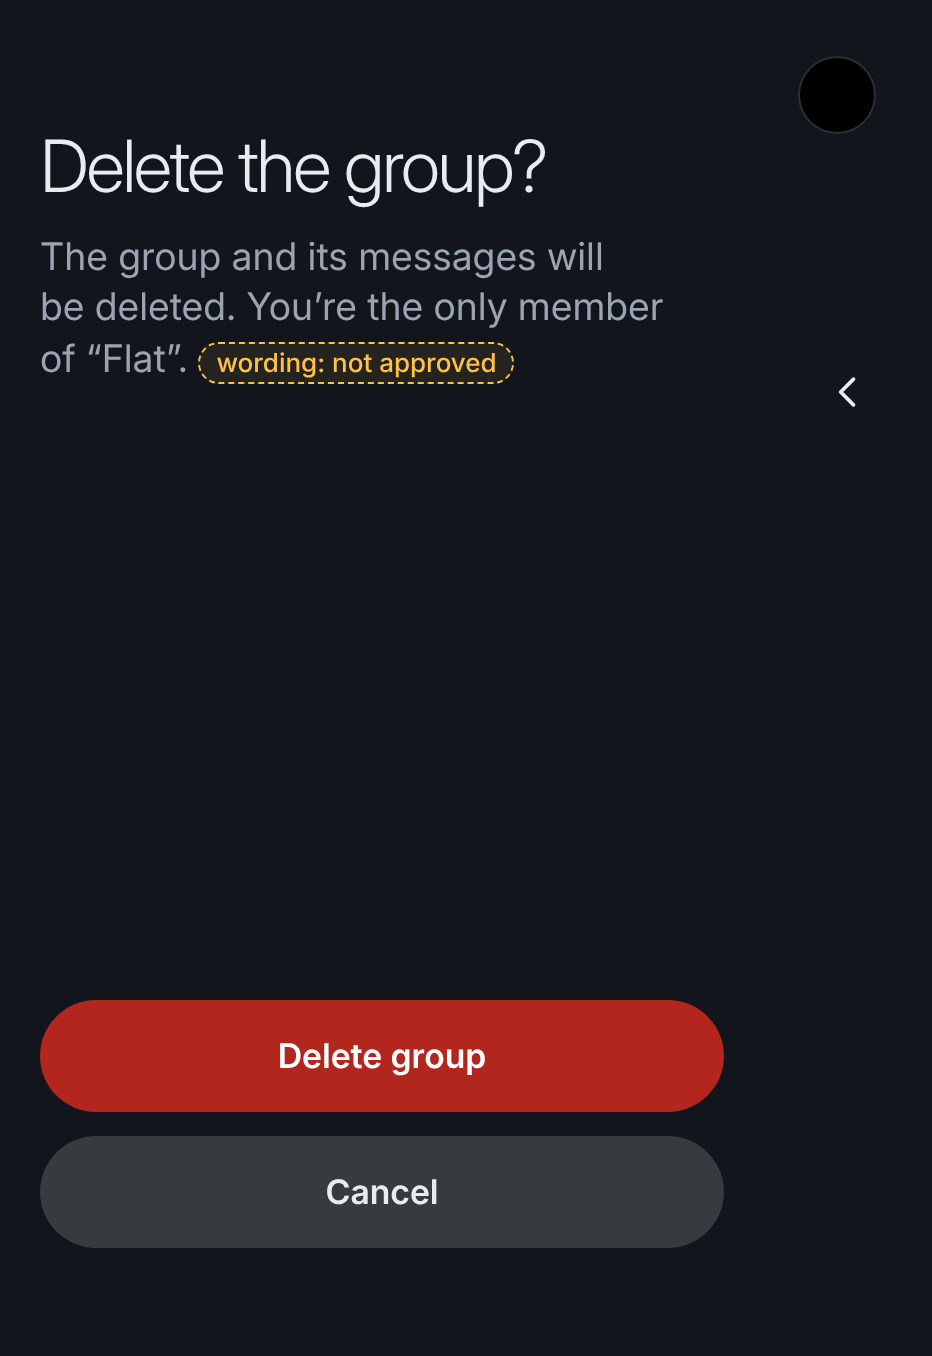 Delete the group?
The group and its messages will
be deleted. You’re the only member
of “Flat”. wording: not approved
Delete group
Cancel